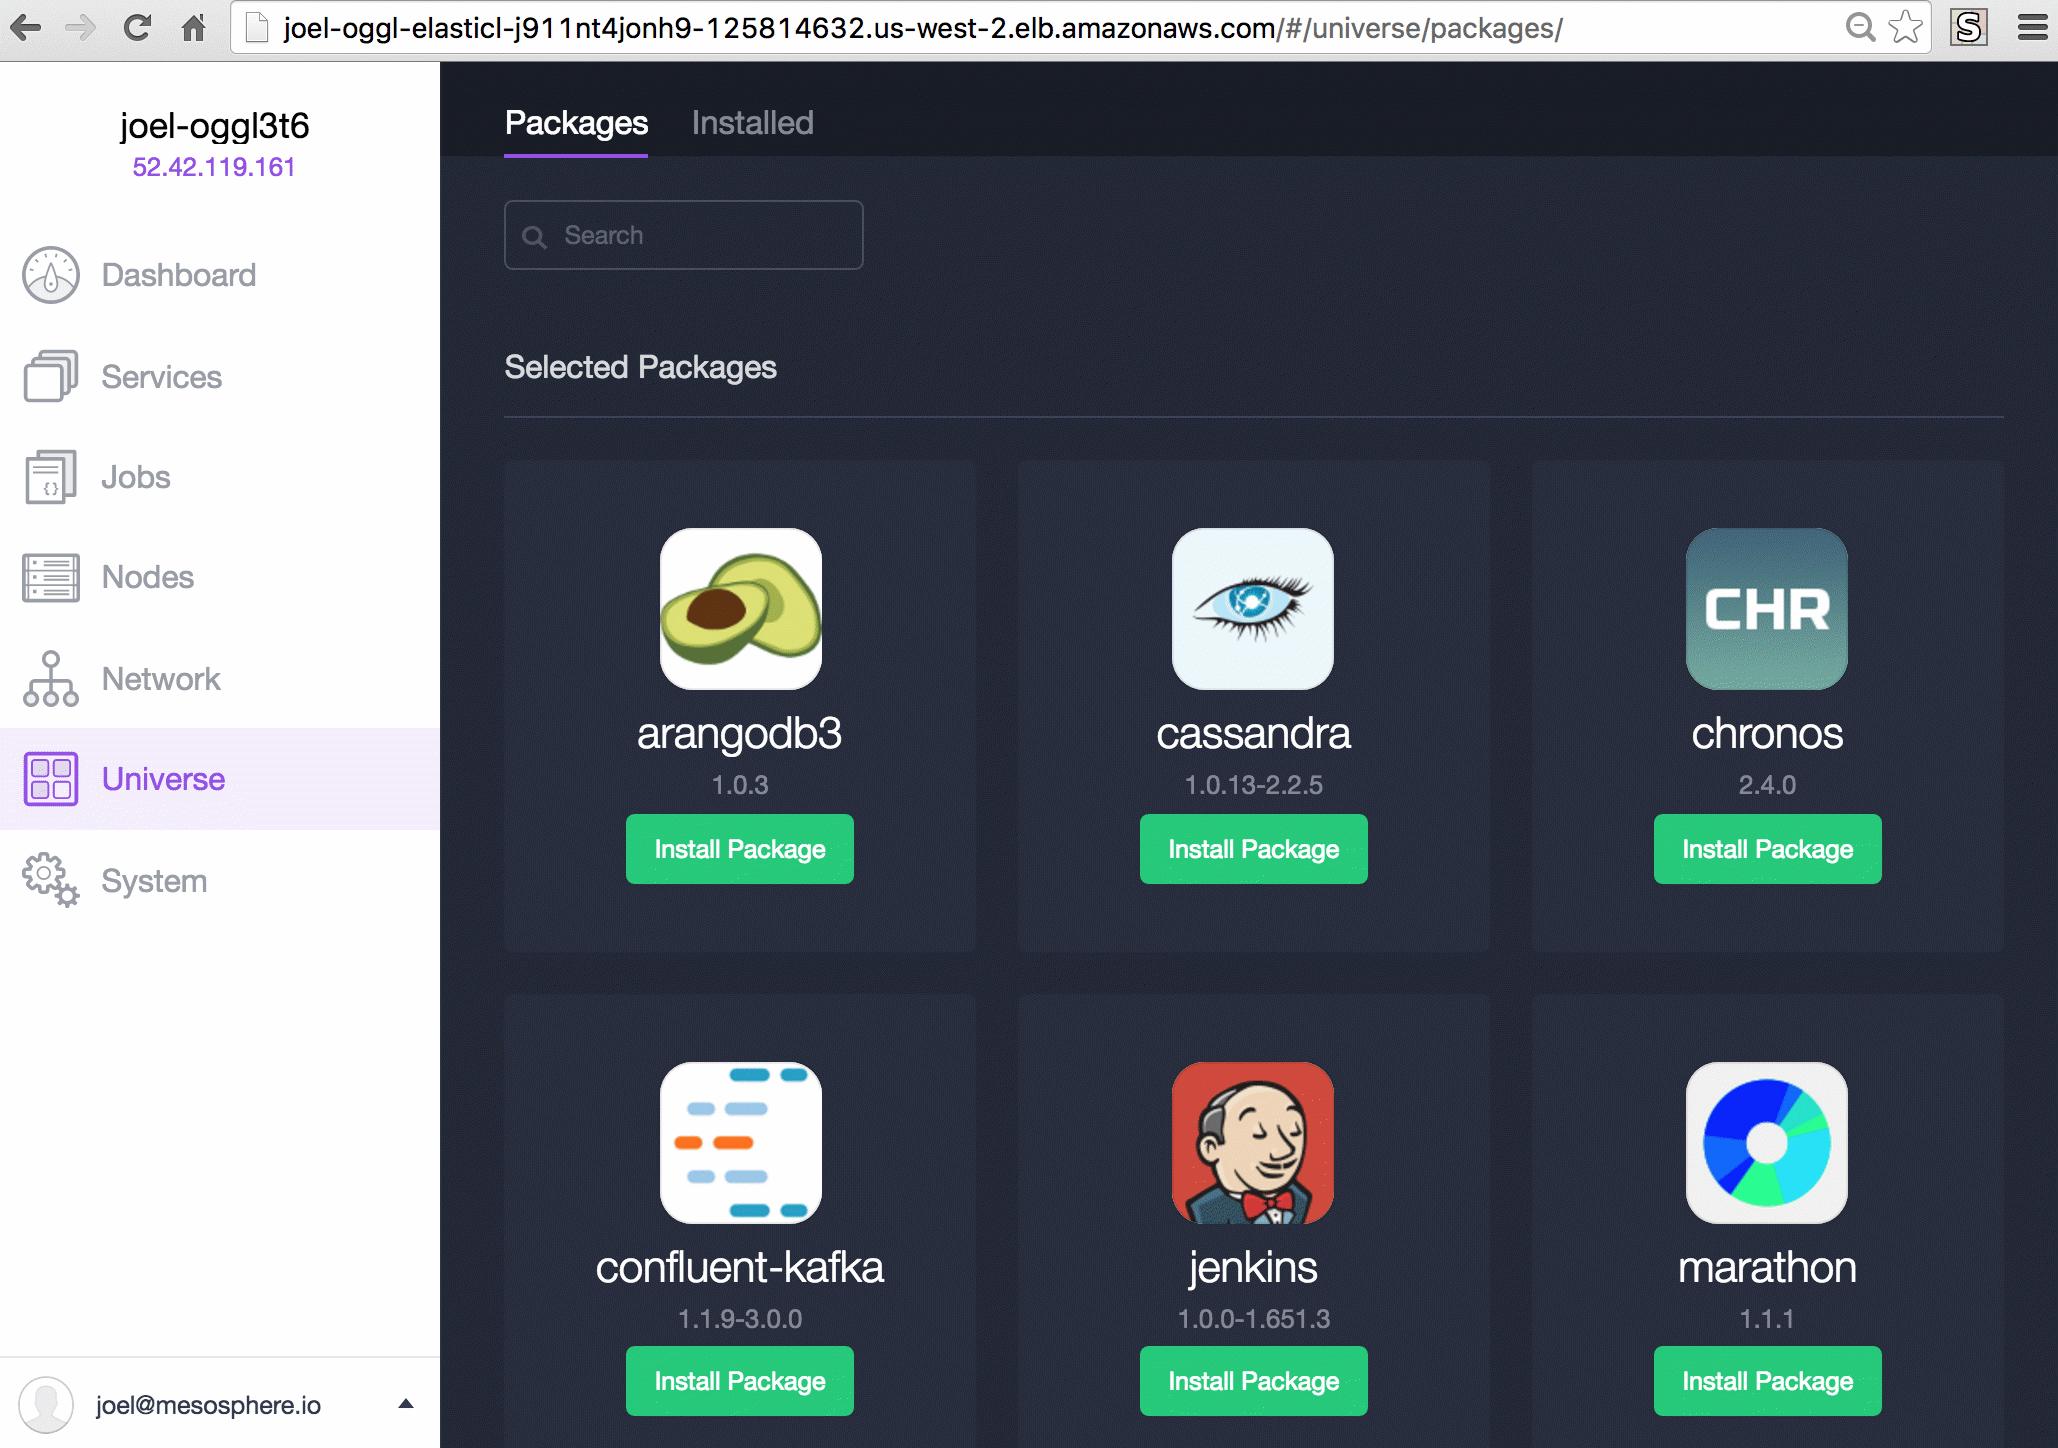 joel-oggl-elasticl-j911nt4jonh9-125814632.us-west-2.elb.amazonaws.com/#/universe/packages/
S
joel-oggl3t6
52.42.119.161
Dashboard
Services
Jobs
Nodes
Network
Universe
System
joel@mesosphere.io
Packages Installed
Search
Selected Packages
CHR
arangodb3 cassandra chronos
1.0.3 1.0.13-2.2.5 2.4.0
Install Package Install Package Install Package
confluent-kafka jenkins marathon
1.1.9-3.0.0 1.0.0-1.651.3 1.1.1
Install Package Install Package Install Package